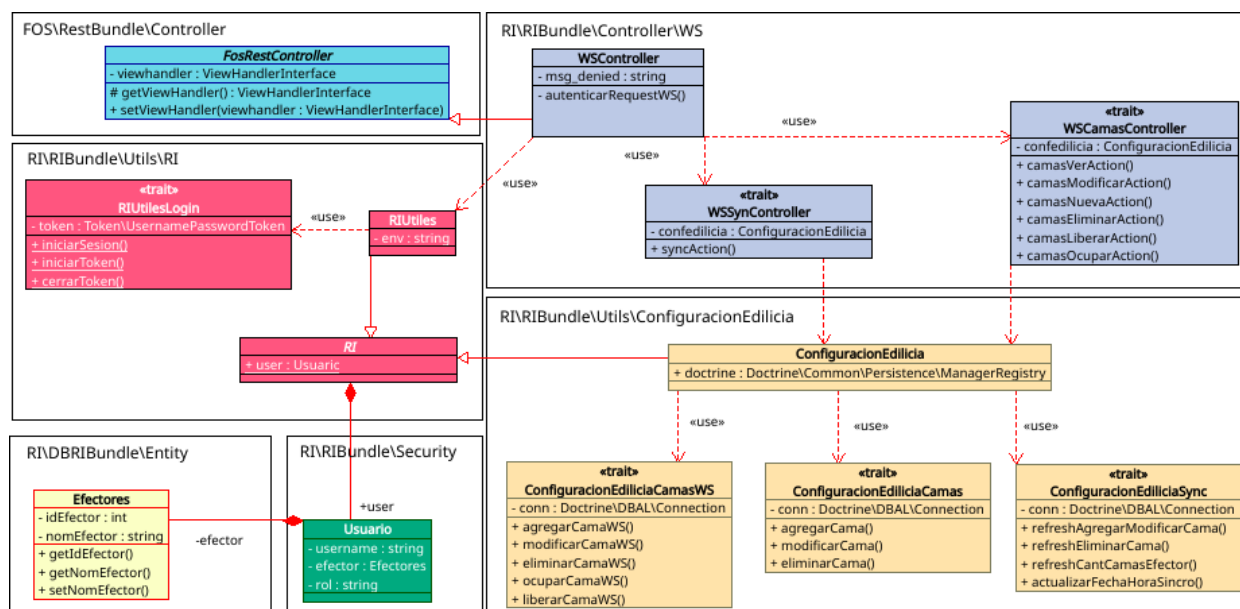 FOS\RestBundle\Controller
FosRestController
- viewhandler : ViewHandlerInterface
# getViewHandler() : ViewHandlerInterface
+ setViewHandler(viewhandler : ViewHandlerInterface)
RI\RIBundle\Controller\WS
WSController
- msg_denied : string
- autenticarRequestWS()
«use»
«use»
«use»
«trait»
WSCamasController
- confedilicia : ConfiguracionEdilicia
+ camasVerAction()
+ camasModificarAction()
+ camasNuevaAction()
+ camasEliminarAction()
+ camasLiberarAction()
+ camasOcuparAction()
«trait»
WSSynController
- confedilicia : ConfiguracionEdilicia
+ syncAction()
RI\RIBundle\Utils\RI
«trait»
RIUtilesLogin
- token : Token\UsernamePasswordToken
+ iniciarSesion()
+ iniciarToken()
+ cerrarToken()
«use»
RIUtiles
- env : string
RI
+ user : Usuaric
RI\RIBundle\Utils\ConfiguracionEdilicia
ConfiguracionEdilicia
+ doctrine : Doctrine\Common\Persistence\ManagerRegistry
«use»
«use»
«use»
«trait»
ConfiguracionEdiliciaCamasWS
- conn : Doctrine\DBAL\Connection
+ agregarCamaWS()
+ modificarCamaWS()
+ eliminarCamaWS()
+ ocuparCamaWS()
+ liberarCamaWS()
«trait»
ConfiguracionEdiliciaCamas
- conn : Doctrine\DBAL\Connection
+ agregarCama()
+ modificarCama()
+ eliminarCama()
«trait»
ConfiguracionEdiliciaSync
- conn : Doctrine\DBAL\Connection
+ refreshAgregarModificarCama()
+ refreshEliminarCama()
+ refreshCantCamasEfector()
+ actualizarFechaHoraSincro()
RI\DBRIBundle\Entity
Efectores
- idEfector : int
- nomEfector : string
+ getIdEfector()
+ getNomEfector()
+ setNomEfector()
-efector
RI\RIBundle\Security
+user
Usuario
- username : string
- efector : Efectores
- rol : string